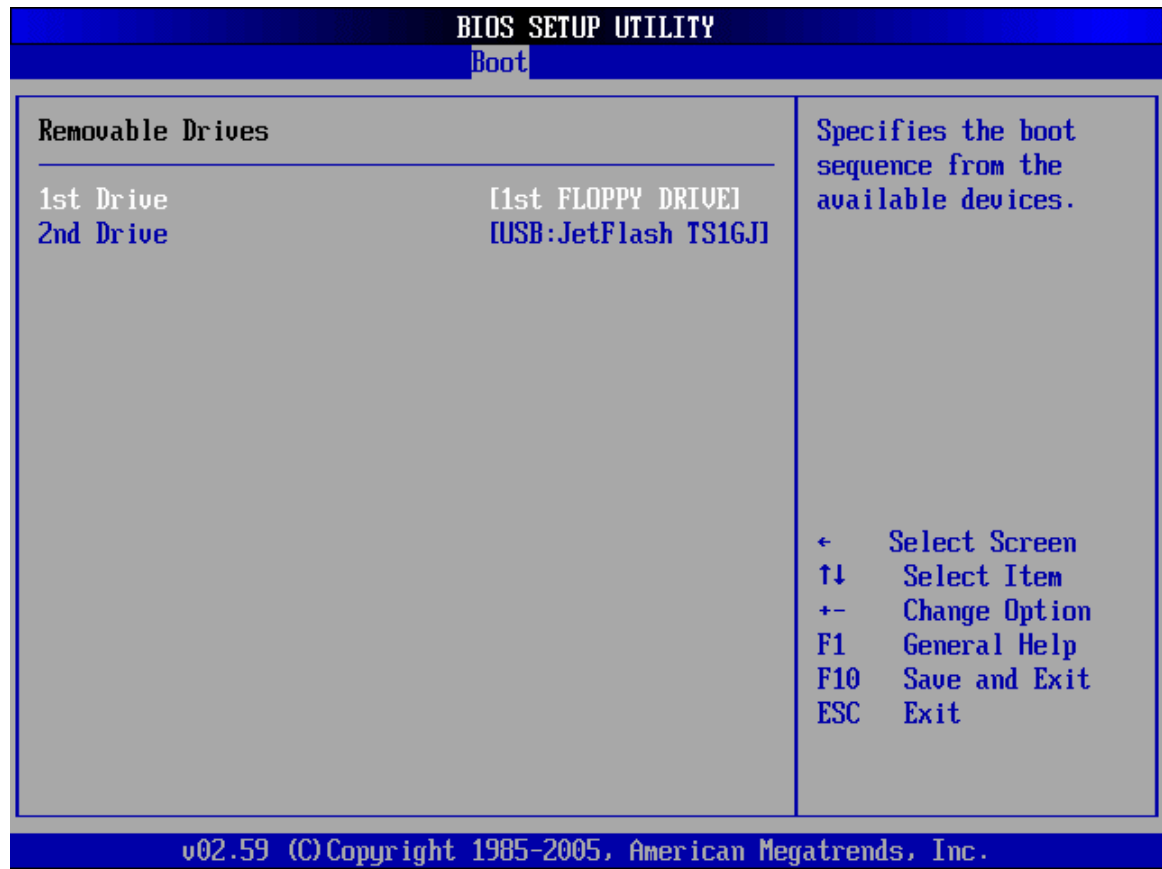 BIOS SETUP UTILITY
Boot
Removable Drives
1st Drive [1st FLOPPY DRIVE]
2nd Drive [USB:JetFlash TS1GJ]
Specifies the boot
sequence from the
available devices.
← Select Screen
↑↓ Select Item
+- Change Option
F1 General Help
F10 Save and Exit
ESC Exit
v02.59 (C)Copyright 1985-2005, American Megatrends, Inc.